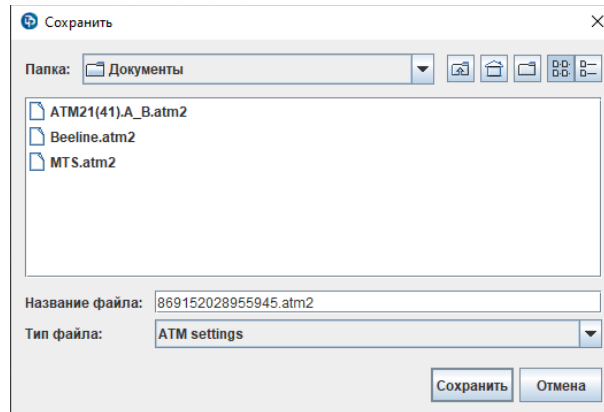 Сохранить
Папка: Документы
ATM21(41).A_B.atm2
Beeline.atm2
MTS.atm2
Название файла: 869152028955945.atm2
Тип файла: ATM settings
Сохранить Отмена